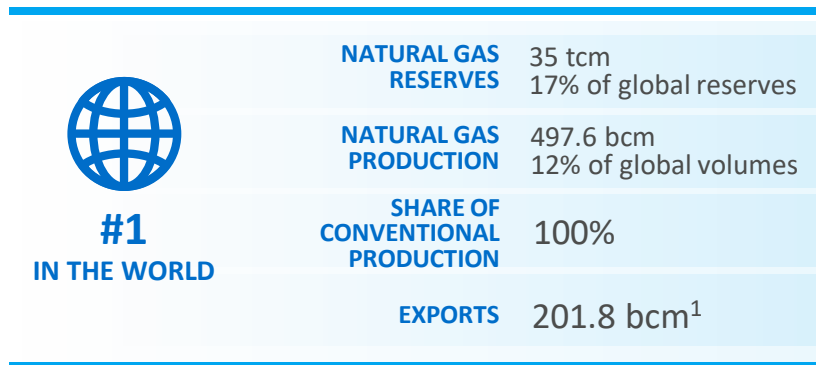 #1
IN THE WORLD
NATURAL GAS
RESERVES
35 tcm
17% of global reserves
NATURAL GAS
PRODUCTION
497.6 bcm
12% of global volumes
SHARE OF
CONVENTIONAL
PRODUCTION
100%
EXPORTS
201.8 bcm¹